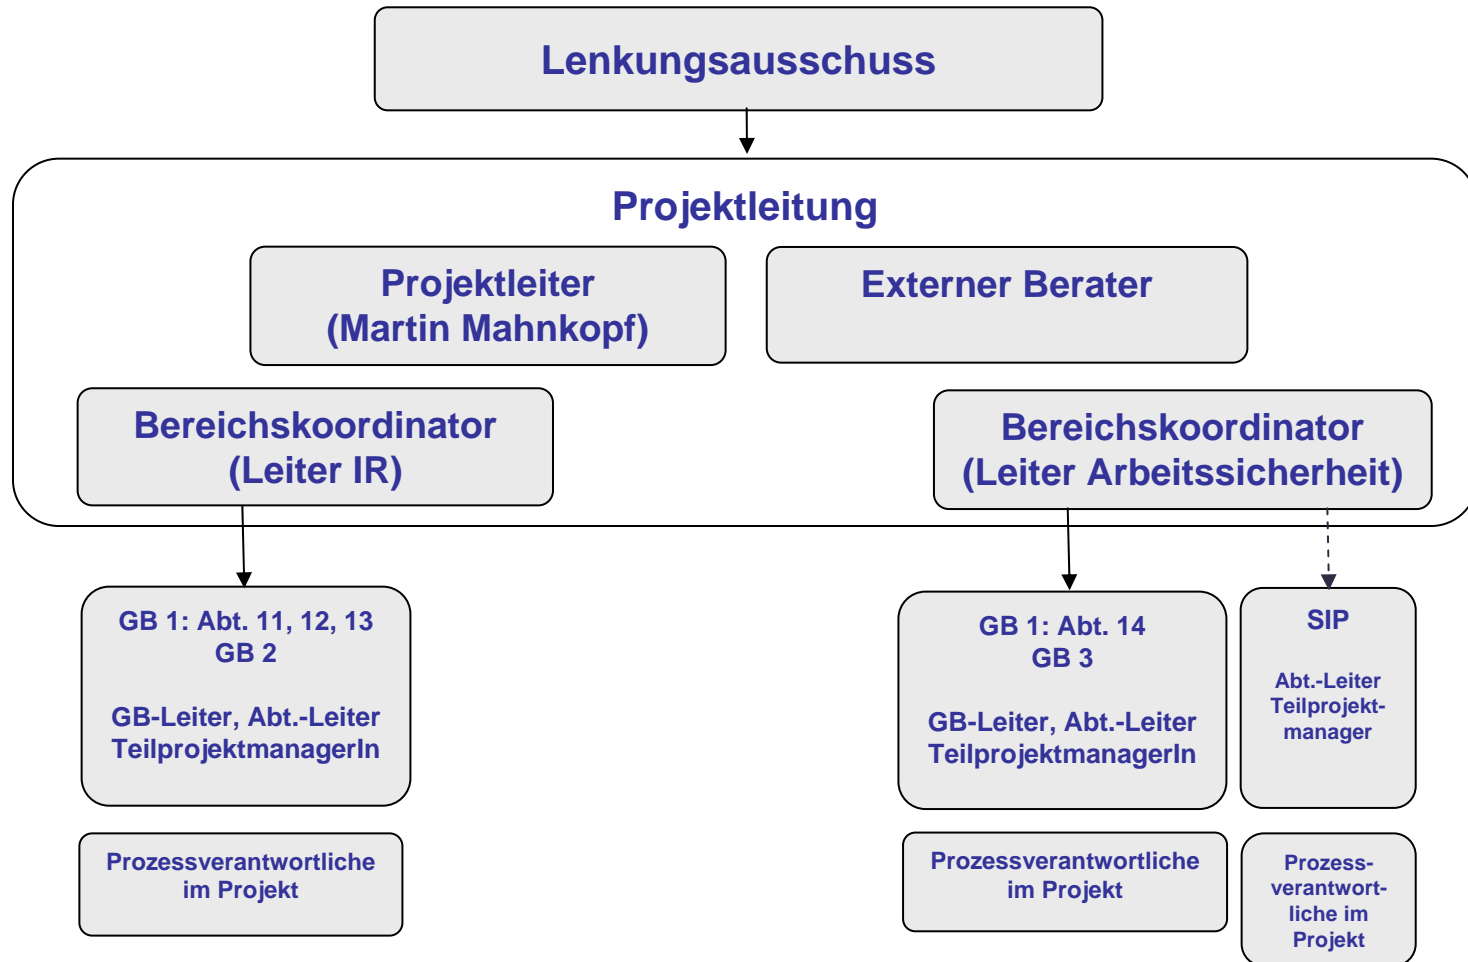 Lenkungsausschuss
Projektleitung
Projektleiter
(Martin Mahnkopf)
Externer Berater
Bereichskoordinator
(Leiter IR)
Bereichskoordinator
(Leiter Arbeitssicherheit)
GB 1: Abt. 11, 12, 13
GB 2
GB-Leiter, Abt.-Leiter
TeilprojektmanagerIn
GB 1: Abt. 14
GB 3
GB-Leiter, Abt.-Leiter
TeilprojektmanagerIn
SIP
Abt.-Leiter
Teilprojekt-
manager
Prozessverantwortliche
im Projekt
Prozessverantwortliche
im Projekt
Prozess-
verantwort-
liche im
Projekt